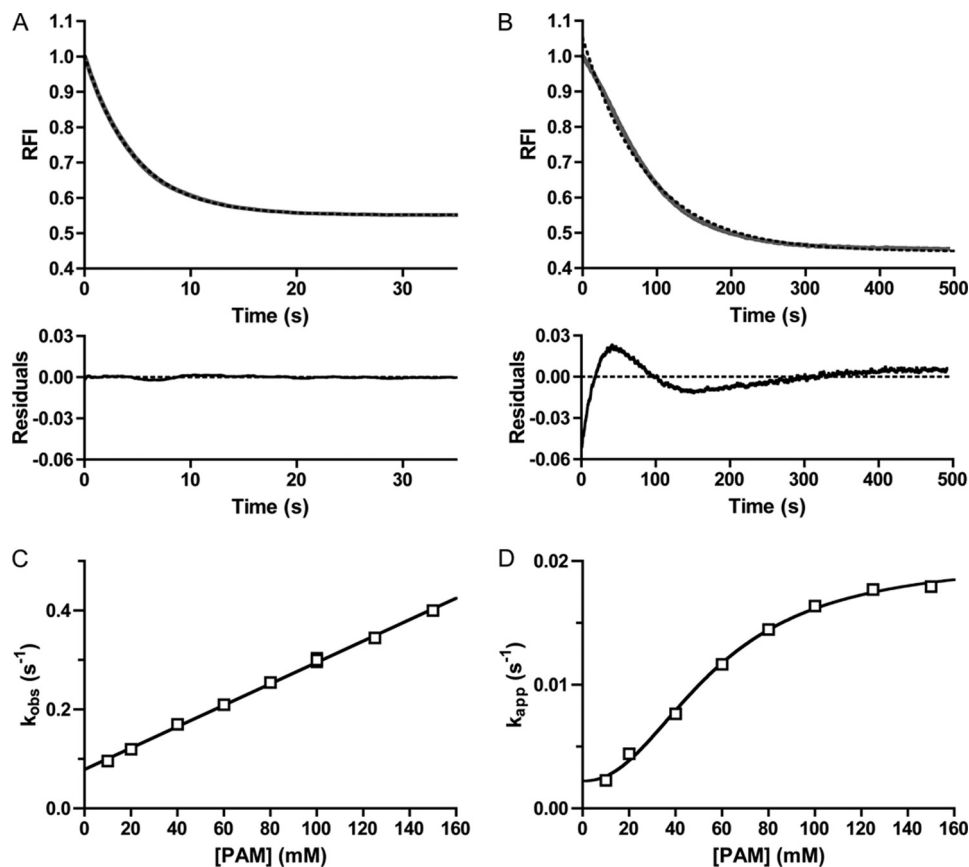 A
1.1
1.0
0.9
0.8
0.7
0.6
0.5
0.4
RFI
0 10 20 30
Time (s)
0.03
0.00
-0.03
-0.06
Residuals
0 10 20 30
Time (s)
B
1.1
1.0
0.9
0.8
0.7
0.6
0.5
0.4
RFI
0 100 200 300 400 500
Time (s)
0.03
0.00
-0.03
-0.06
Residuals
0 100 200 300 400 500
Time (s)
C
0.4
0.2
0.0
kobs (s-1)
0 20 40 60 80 100 120 140 160
[PAM] (mM)
D
0.02
0.01
0.00
kapp (s-1)
0 20 40 60 80 100 120 140 160
[PAM] (mM)